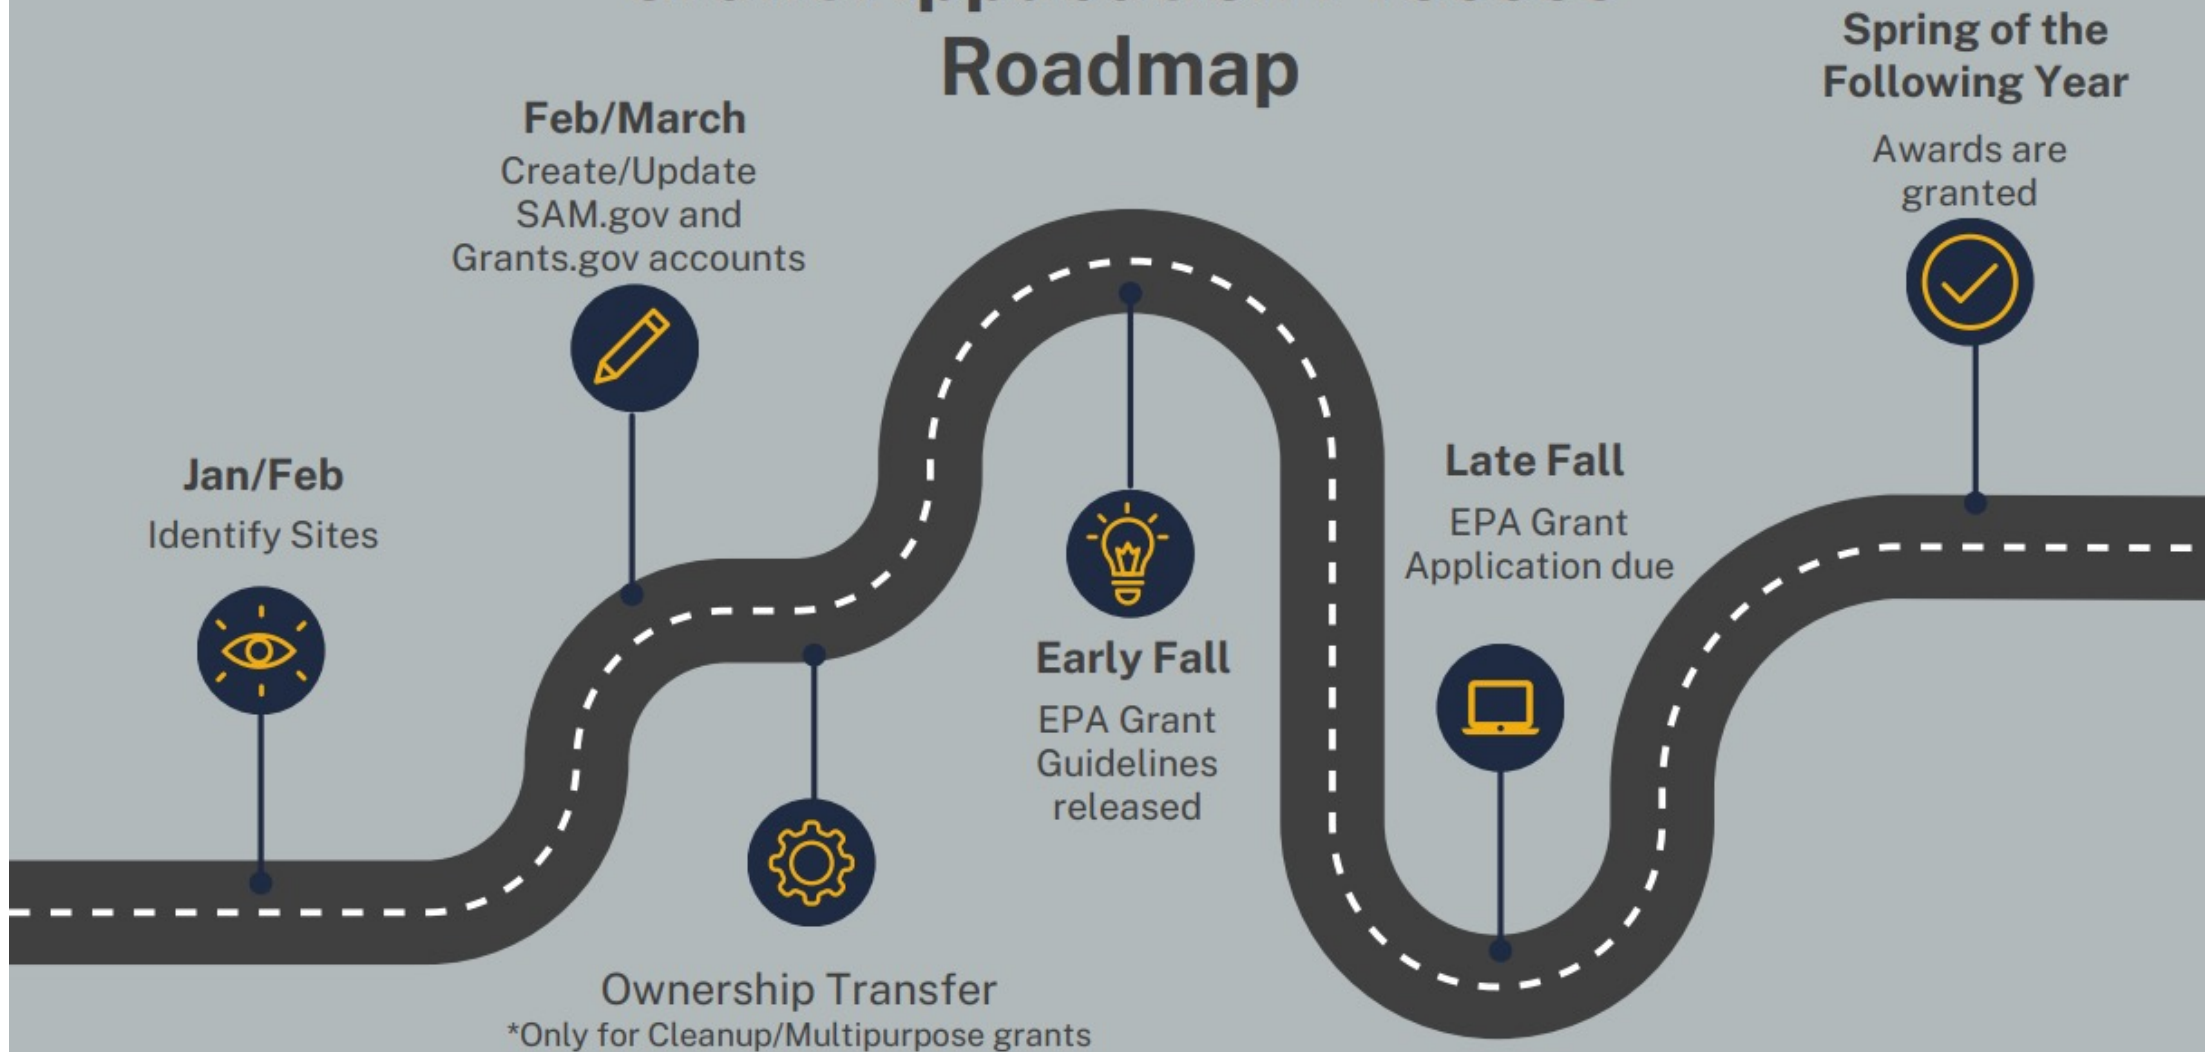 Roadmap
Jan/Feb
Identify Sites
Feb/March
Create/Update
SAM.gov and
Grants.gov accounts
Ownership Transfer
*Only for Cleanup/Multipurpose grants
Early Fall
EPA Grant
Guidelines
released
Late Fall
EPA Grant
Application due
Spring of the
Following Year
Awards are
granted